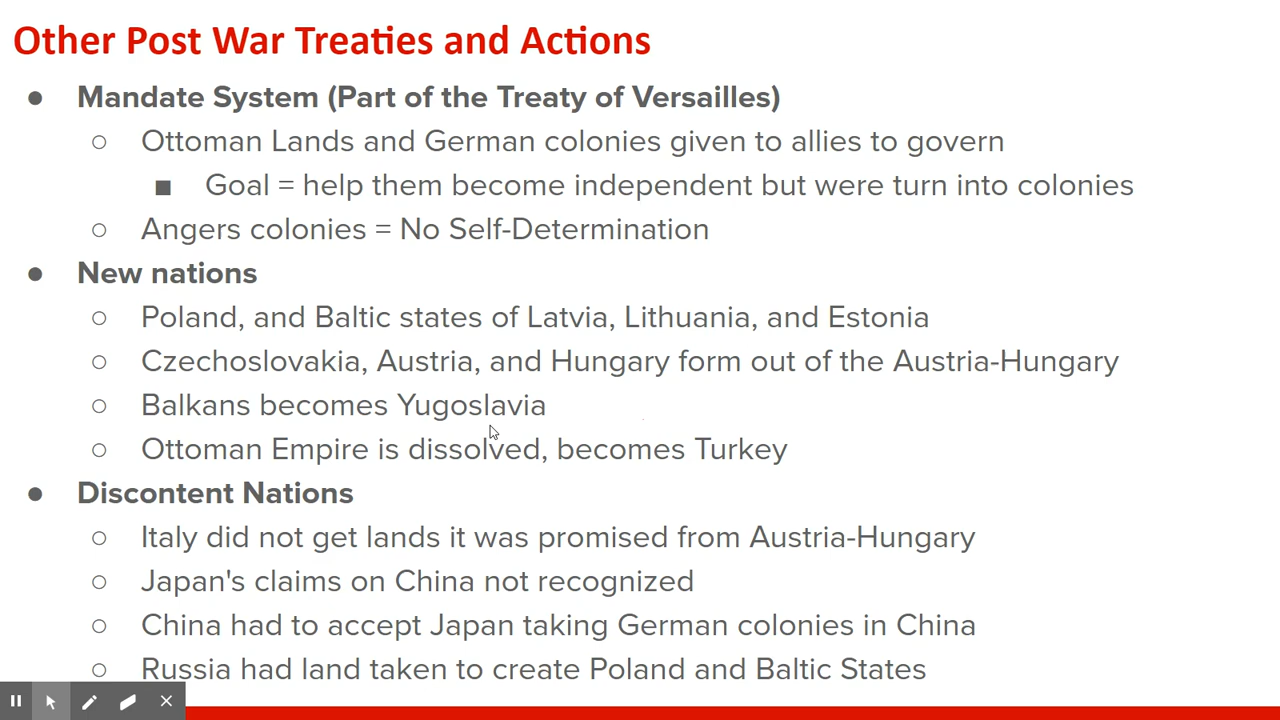 Other Post War Treaties and Actions
● Mandate System (Part of the Treaty of Versailles)
○ Ottoman Lands and German colonies given to allies to govern
■ Goal = help them become independent but were turn into colonies
○ Angers colonies = No Self-Determination
● New nations
○ Poland, and Baltic states of Latvia, Lithuania, and Estonia
○ Czechoslovakia, Austria, and Hungary form out of the Austria-Hungary
○ Balkans becomes Yugoslavia
○ Ottoman Empire is dissolved, becomes Turkey
● Discontent Nations
○ Italy did not get lands it was promised from Austria-Hungary
○ Japan's claims on China not recognized
○ China had to accept Japan taking German colonies in China
○ Russia had land taken to create Poland and Baltic States